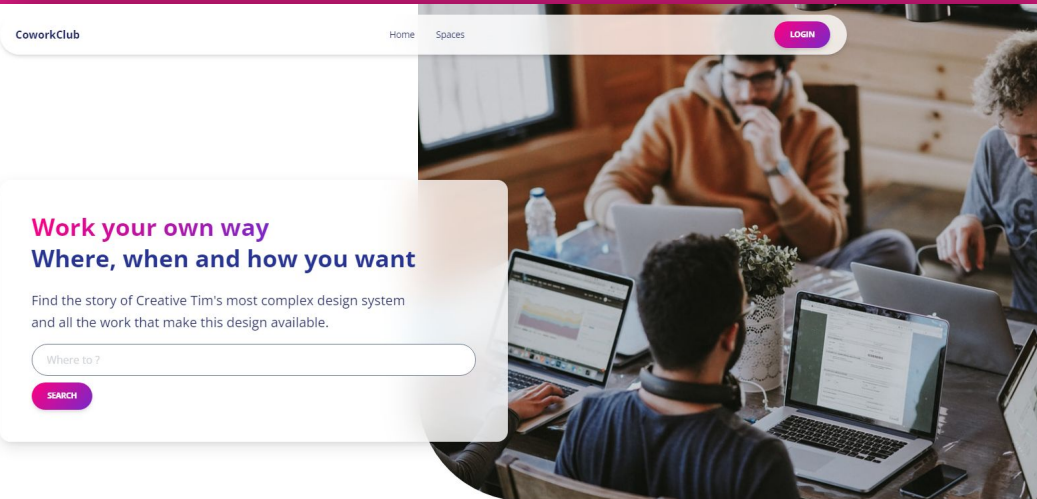 CoworkClub
Home
Spaces
LOGIN
Work your own way
Where, when and how you want
Find the story of Creative Tim's most complex design system
and all the work that make this design available.
Where to ?
SEARCH
G